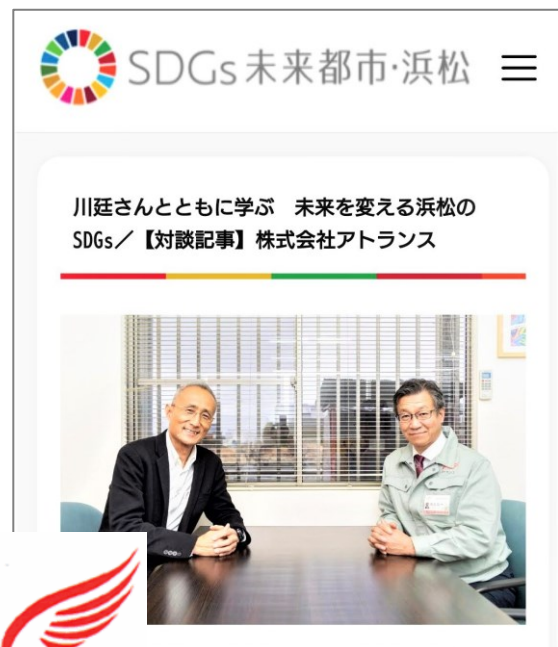 SDGs未来都市・浜松
川廷さんとともに学ぶ　未来を変える浜松の
SDGs／【対談記事】株式会社アトランス